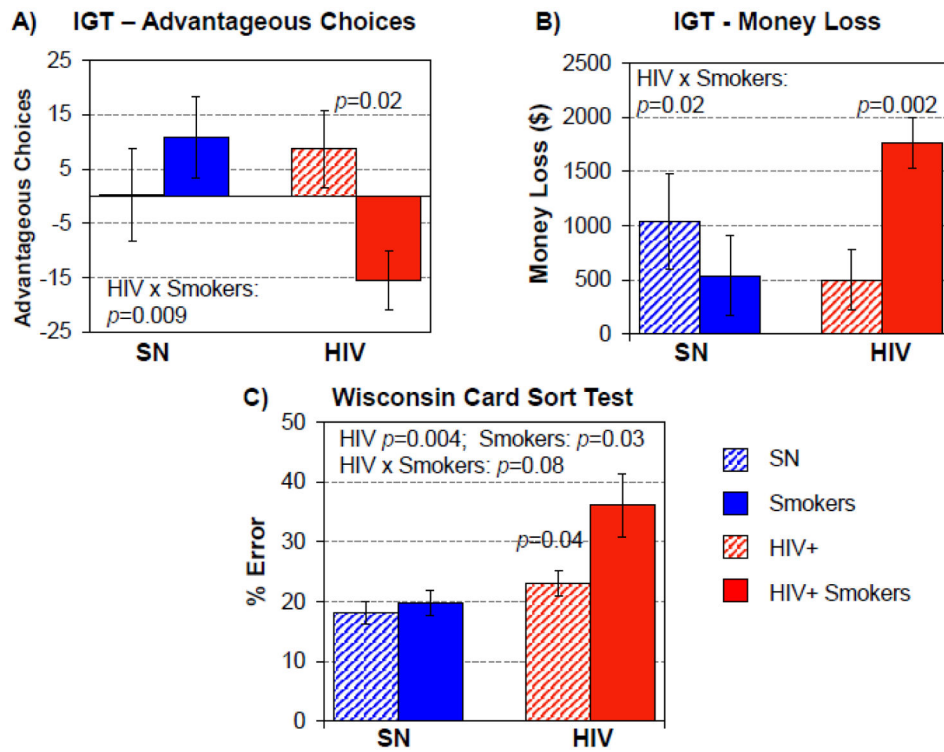 A) IGT – Advantageous Choices
Advantageous Choices
25
15
5
-5
-15
-25
p=0.02
HIV x Smokers:
p=0.009
SN HIV
B) IGT - Money Loss
Money Loss ($)
2500
2000
1500
1000
500
0
HIV x Smokers:
p=0.02 p=0.002
SN HIV
C) Wisconsin Card Sort Test
% Error
50
40
30
20
10
0
HIV p=0.004; Smokers: p=0.03
HIV x Smokers: p=0.08
p=0.04
SN HIV
SN
Smokers
HIV+
HIV+ Smokers